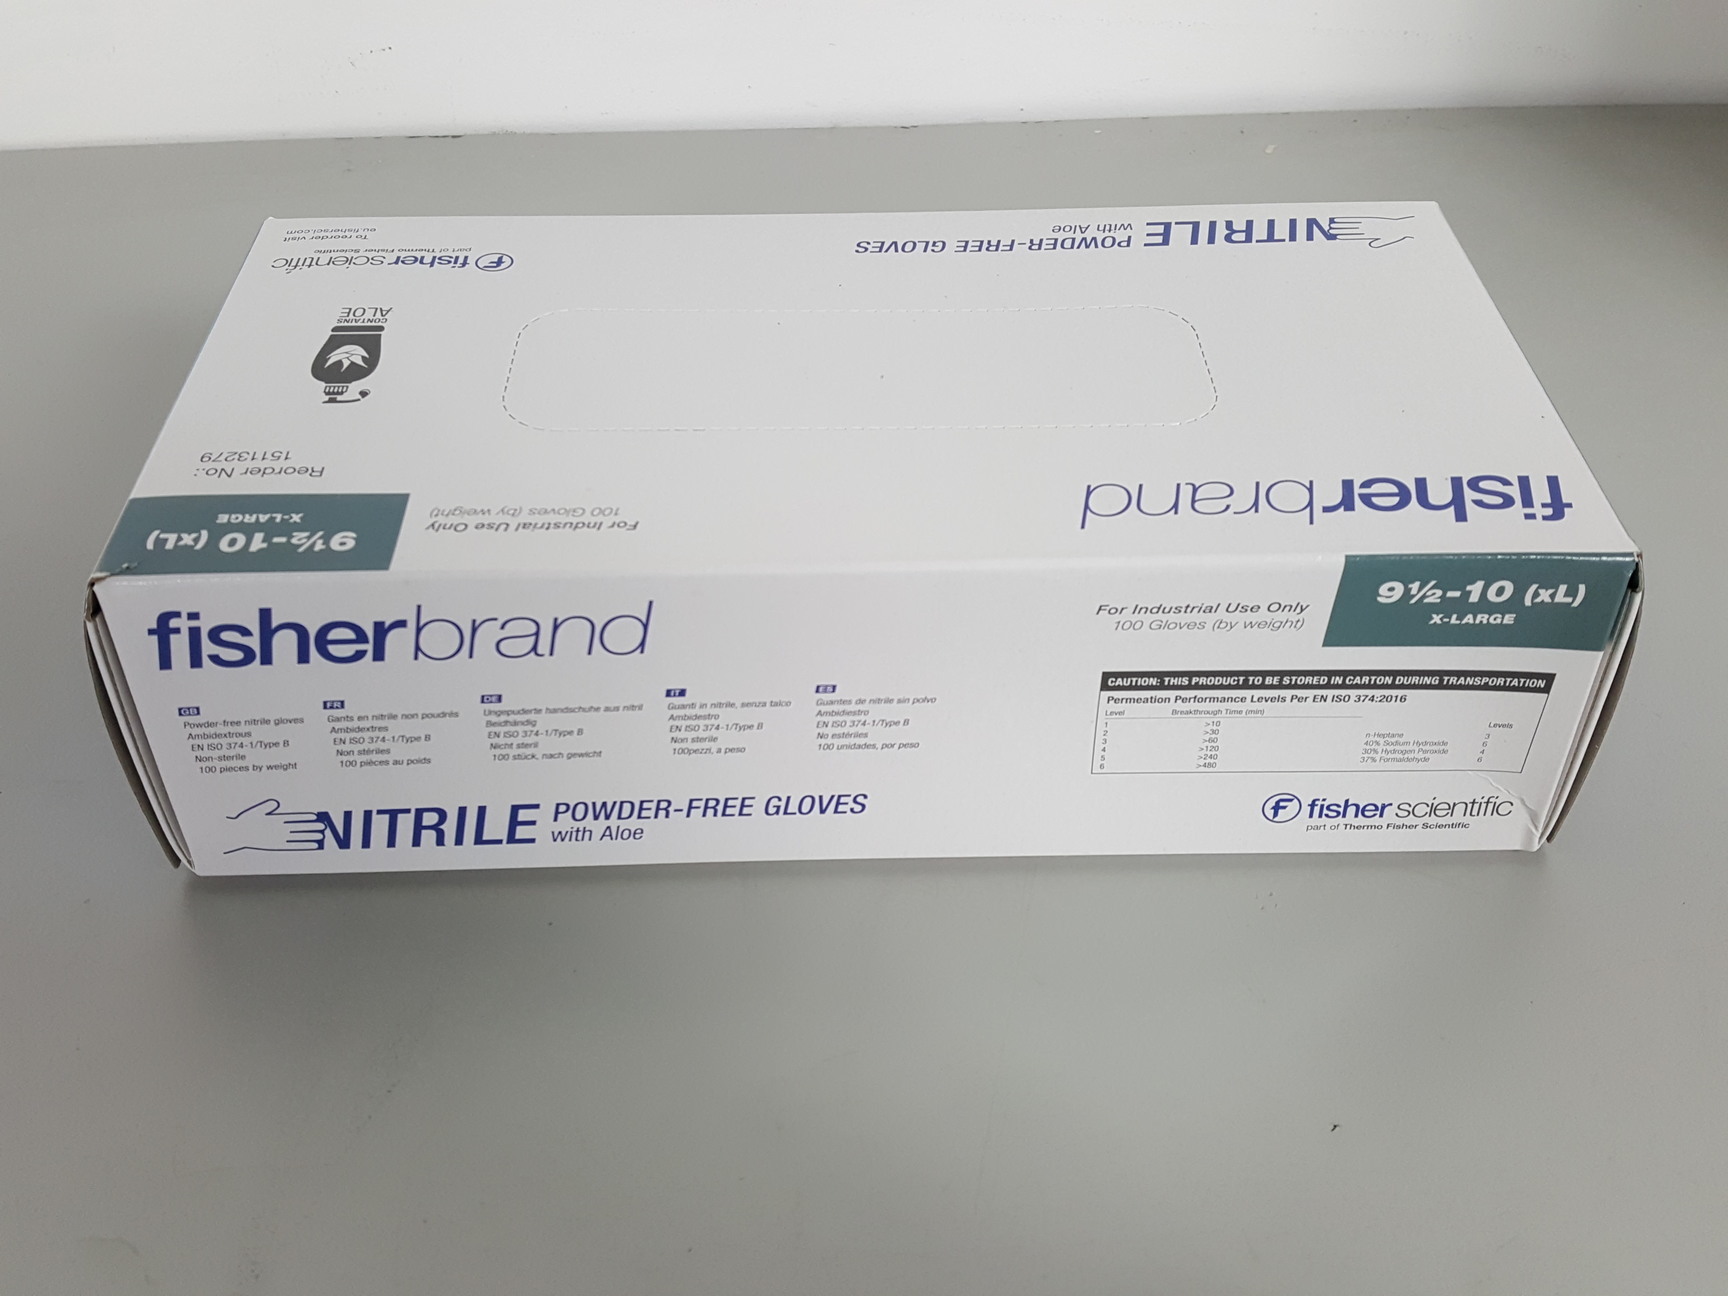 NITRILE POWDER-FREE GLOVES
with Aloe
fisher scientific
part of Thermo Fisher Scientific
To reorder visit
eu.fishersci.com
CONTAINS
ALOE
Reorder No.:
15113279
fisherbrand
For Industrial Use Only
100 Gloves (by weight)
9½-10 (xL)
X-LARGE
fisherbrand
For Industrial Use Only
100 Gloves (by weight)
9½-10 (xL)
X-LARGE
GB
Powder-free nitrile gloves
Ambidextrous
EN ISO 374-1/Type B
Non-sterile
100 pieces by weight
FR
Gants en nitrile non poudrés
Ambidextres
EN ISO 374-1/Type B
Non stériles
100 pièces au poids
DE
Ungepuderte handschuhe aus nitril
Beidhändig
EN ISO 374-1/Type B
Nicht steril
100 stück, nach gewicht
IT
Guanti in nitrile, senza talco
Ambidestro
EN ISO 374-1/Type B
Non sterile
100pezzi, a peso
ES
Guantes de nitrile sin polvo
Ambidiestro
EN ISO 374-1/Type B
No estériles
100 unidades, por peso
CAUTION: THIS PRODUCT TO BE STORED IN CARTON DURING TRANSPORTATION
Permeation Performance Levels Per EN ISO 374:2016
Level Breakthrough Time (min)
1 >10
2 >30
3 >60
4 >120
5 >240
6 >480
Levels
n-Heptane 3
40% Sodium Hydroxide 6
30% Hydrogen Peroxide 4
37% Formaldehyde 6
NITRILE POWDER-FREE GLOVES
with Aloe
fisher scientific
part of Thermo Fisher Scientific